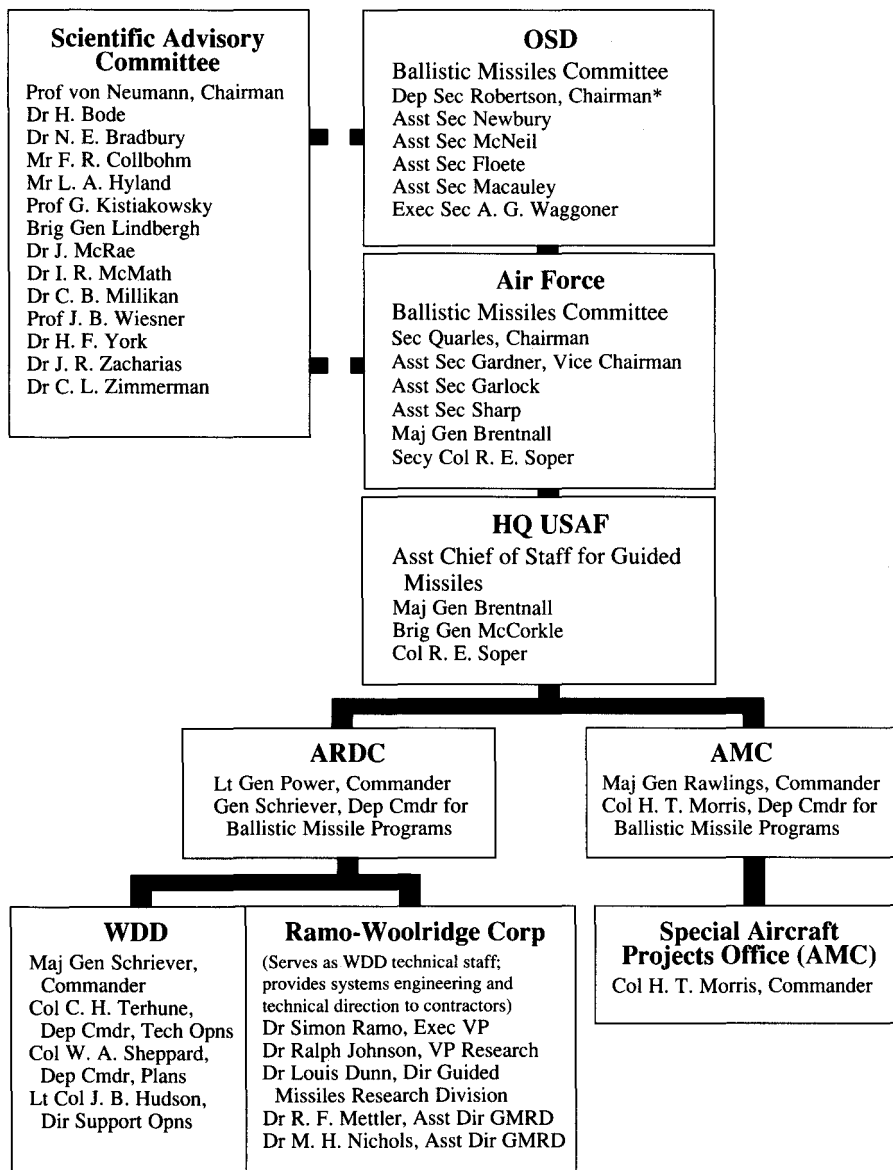 Scientific Advisory
Committee
Prof von Neumann, Chairman
Dr H. Bode
Dr N. E. Bradbury
Mr F. R. Collbohm
Mr L. A. Hyland
Prof G. Kistiakowsky
Brig Gen Lindbergh
Dr J. McRae
Dr I. R. McMath
Dr C. B. Millikan
Prof J. B. Wiesner
Dr H. F. York
Dr J. R. Zacharias
Dr C. L. Zimmerman
OSD
Ballistic Missiles Committee
Dep Sec Robertson, Chairman*
Asst Sec Newbury
Asst Sec McNeil
Asst Sec Floete
Asst Sec Macauley
Exec Sec A. G. Waggoner
Air Force
Ballistic Missiles Committee
Sec Quarles, Chairman
Asst Sec Gardner, Vice Chairman
Asst Sec Garlock
Asst Sec Sharp
Maj Gen Brentnall
Secy Col R. E. Soper
HQ USAF
Asst Chief of Staff for Guided
Missiles
Maj Gen Brentnall
Brig Gen McCorkle
Col R. E. Soper
ARDC
Lt Gen Power, Commander
Gen Schriever, Dep Cmdr for
Ballistic Missile Programs
AMC
Maj Gen Rawlings, Commander
Col H. T. Morris, Dep Cmdr for
Ballistic Missile Programs
WDD
Maj Gen Schriever,
Commander
Col C. H. Terhune,
Dep Cmdr, Tech Opns
Col W. A. Sheppard,
Dep Cmdr, Plans
Lt Col J. B. Hudson,
Dir Support Opns
Ramo-Woolridge Corp
(Serves as WDD technical staff;
provides systems engineering and
technical direction to contractors)
Dr Simon Ramo, Exec VP
Dr Ralph Johnson, VP Research
Dr Louis Dunn, Dir Guided
Missiles Research Division
Dr R. F. Mettler, Asst Dir GMRD
Dr M. H. Nichols, Asst Dir GMRD
Special Aircraft
Projects Office (AMC)
Col H. T. Morris, Commander